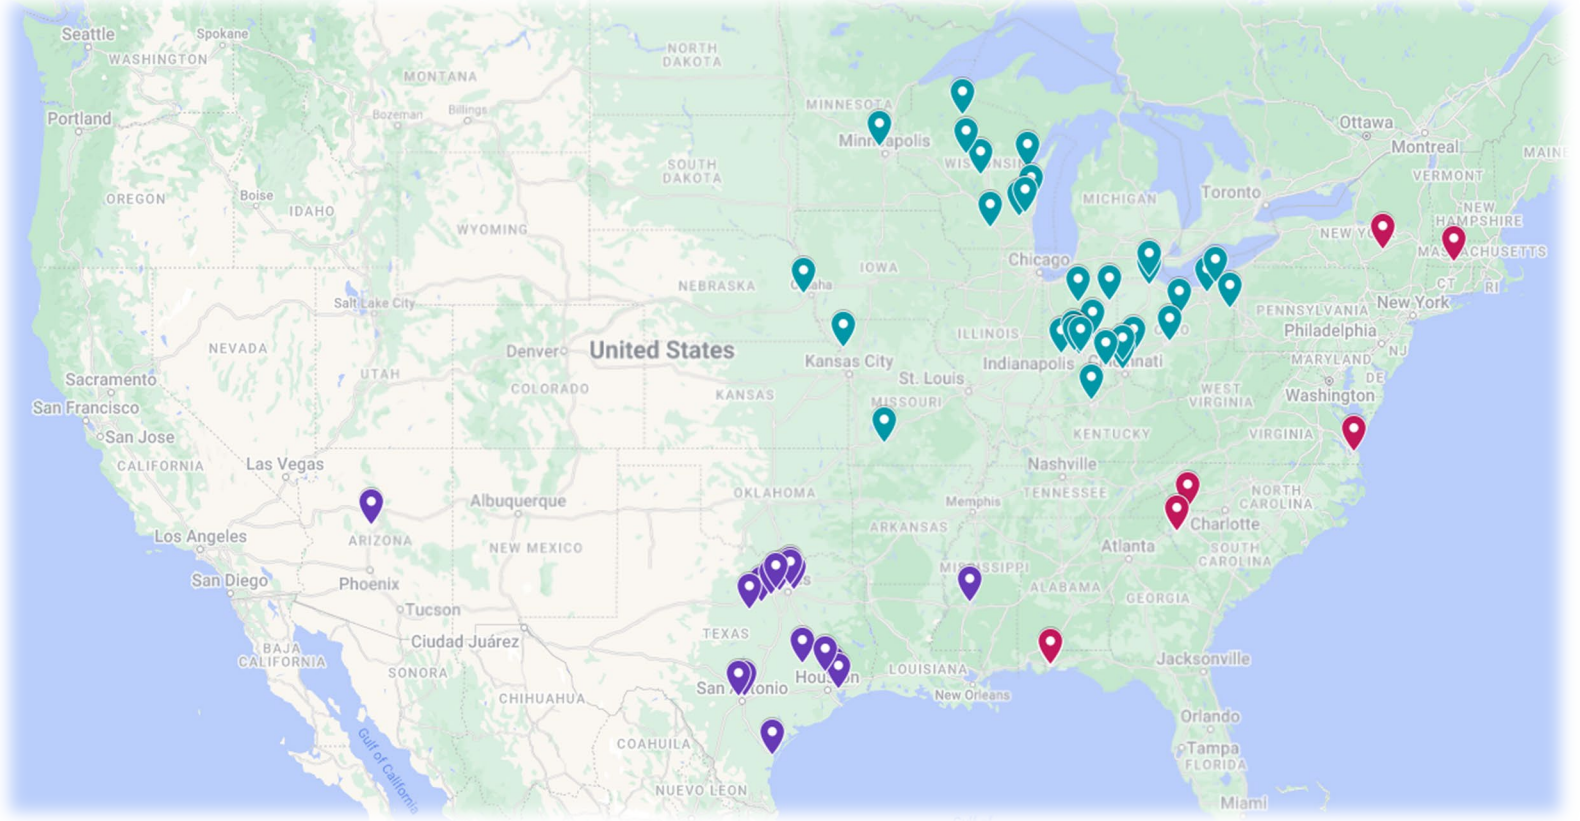 Seattle
Spokane
WASHINGTON
NORTH
DAKOTA
MONTANA
Billings
Bozeman
Portland
MINNESOTA
Ottawa
Montreal
MAINE
SOUTH
DAKOTA
VERMONT
Toronto
OREGON
Boise
IDAHO
MICHIGAN
NEW
HAMPSHIRE
WYOMING
Chicago
IOWA
NEBRASKA
CT
RI
Salt Lake City
New York
PENNSYLVANIA
Philadelphia
ILLINOIS
NEVADA
Denver
United States
NJ
Kansas City
Indianapolis
MARYLAND
UTAH
COLORADO
St. Louis
DE
Sacramento
KANSAS
MISSOURI
WEST
VIRGINIA
Washington
San Francisco
San Jose
KENTUCKY
VIRGINIA
CALIFORNIA
Las Vegas
Nashville
TENNESSEE
Albuquerque
OKLAHOMA
Memphis
NORTH
CAROLINA
ARKANSAS
Charlotte
Los Angeles
ARIZONA
NEW MEXICO
Atlanta
SOUTH
CAROLINA
San Diego
Phoenix
MISSISSIPPI
ALABAMA
GEORGIA
Tucson
Ciudad Juárez
TEXAS
BAJA
CALIFORNIA
SONORA
LOUISIANA
Jacksonville
CHIHUAHUA
New Orleans
Orlando
Gulf of California
COAHUILA
Tampa
FLORIDA
NUEVO LEON
Miami